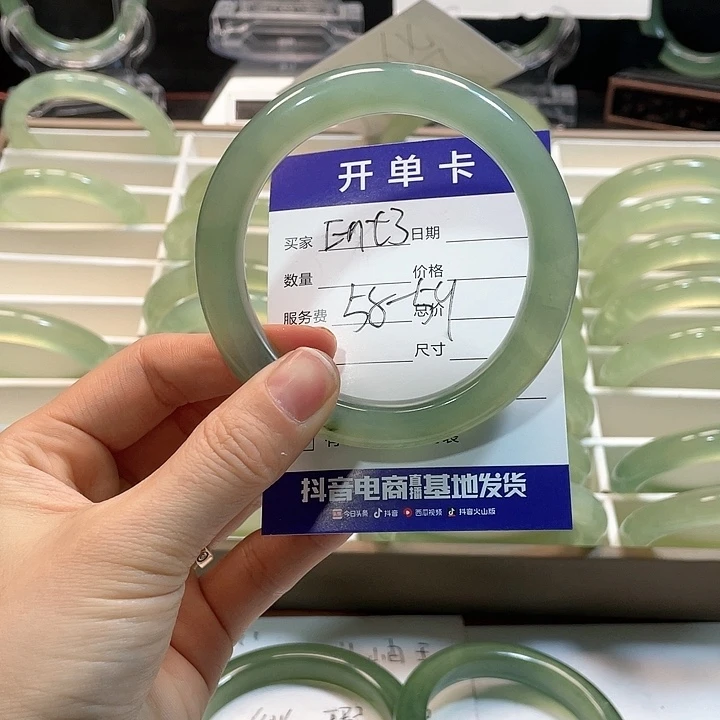 开单卡
买家 Ent3 日期
数量 价格
服务费 58-54 总价
尺寸
抖音电商直播基地发货
今日头条 抖音 西瓜视频 抖音火山版